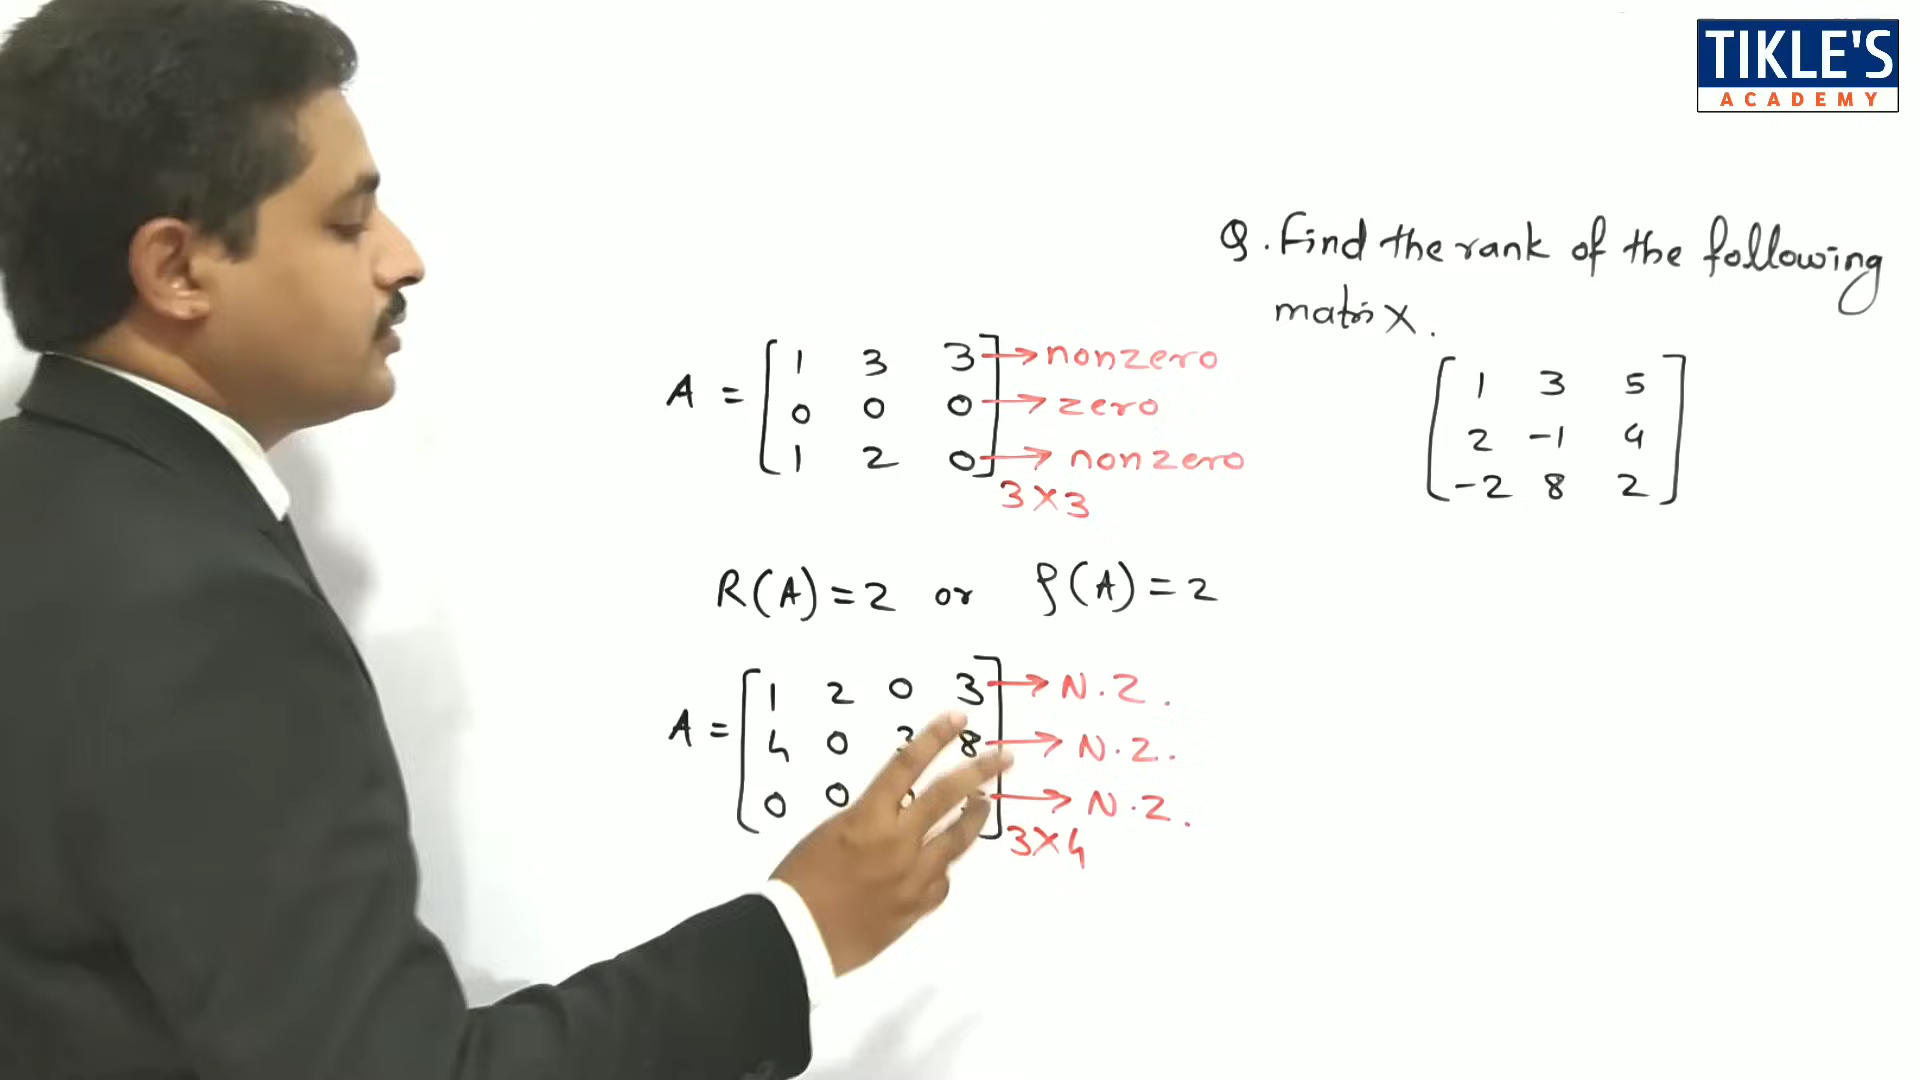 TIKLE'S
ACADEMY
Q. Find the rank of the following
matrix.
A = [1 3 3] → nonzero
[0 0 0] → zero
[1 2 0] → nonzero
3×3
[1 3 5]
[2 -1 4]
[-2 8 2]
R(A) = 2 or ρ(A) = 2
A = [1 2 0 3] → N.Z.
[4 0 8] → N.Z.
[0 0] → N.Z.
3×4